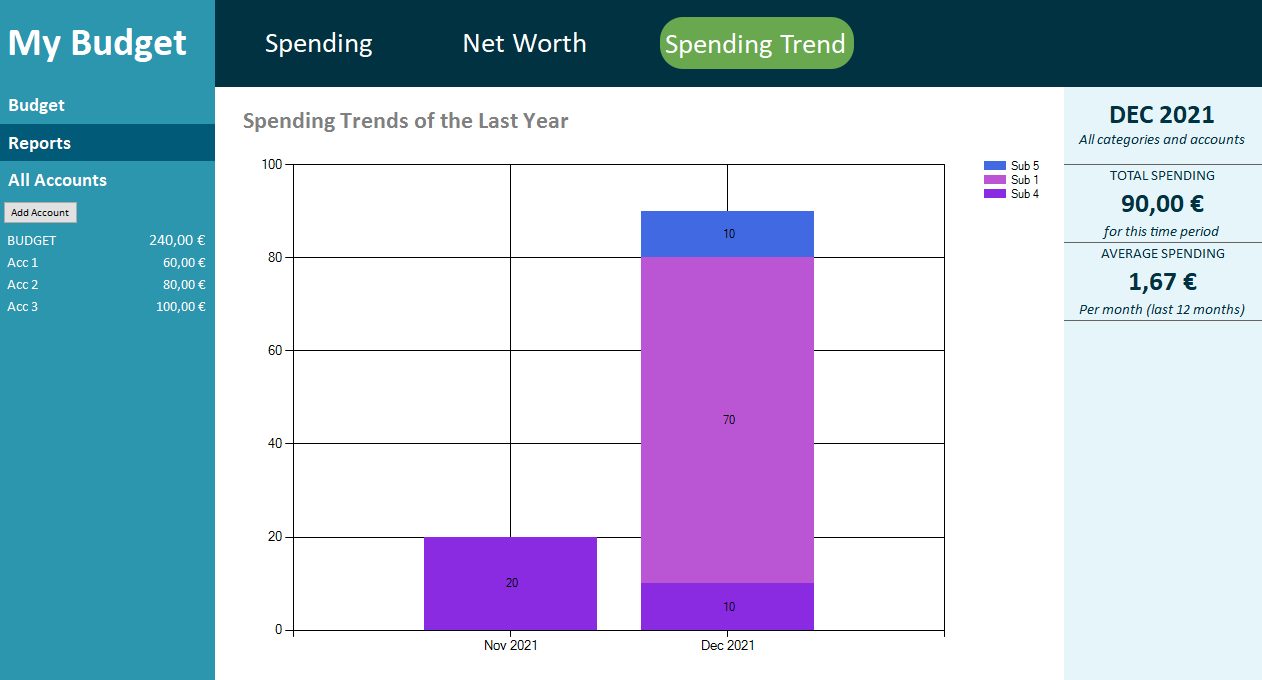 My Budget
Budget
Reports
All Accounts
Add Account
BUDGET 240,00 €
Acc 1 60,00 €
Acc 2 80,00 €
Acc 3 100,00 €
Spending Net Worth Spending Trend
Spending Trends of the Last Year
100
80
60
40
20
0
10
70
20
10
Nov 2021 Dec 2021
Sub 5
Sub 1
Sub 4
DEC 2021
All categories and accounts
TOTAL SPENDING
90,00 €
for this time period
AVERAGE SPENDING
1,67 €
Per month (last 12 months)